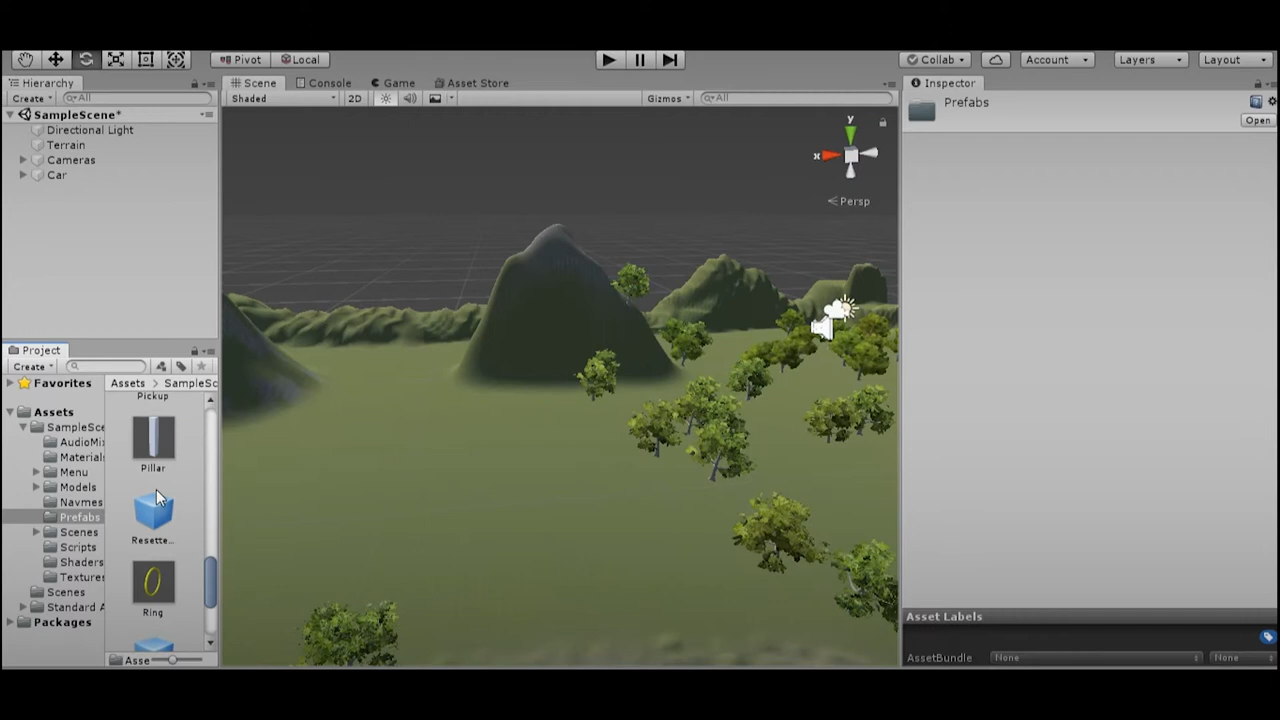 Pivot
Local
Collab
Account
Layers
Layout
Hierarchy
Scene
Console
Game
Asset Store
Inspector
Create
All
Shaded
2D
Gizmos
All
Prefabs
Open
SampleScene*
Directional Light
Terrain
Cameras
Car
y
x
Persp
Project
Create
Favorites
Assets
SampleSce
AudioMi
Materials
Menu
Models
Navmes
Prefabs
Scenes
Scripts
Shaders
Textures
Scenes
Standard A
Packages
Assets > SampleSc
Pickup
Pillar
Resette...
Ring
Asse
Asset Labels
AssetBundle
None
None